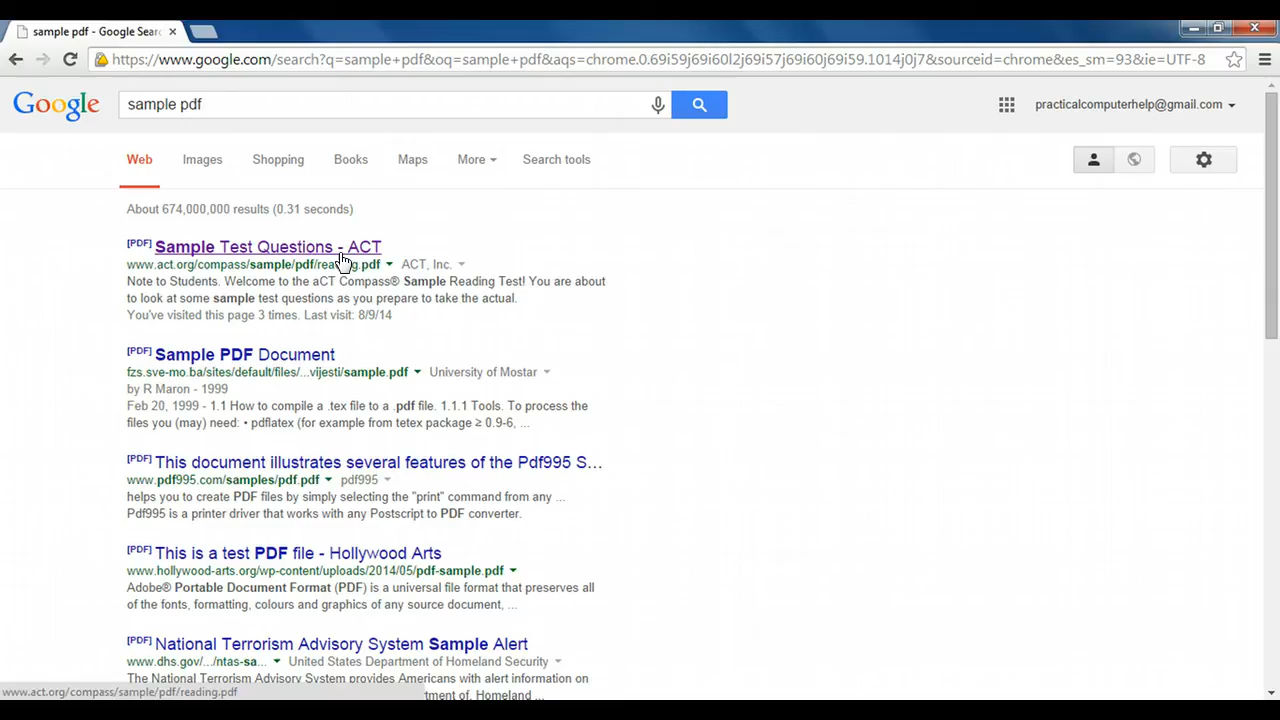 sample pdf - Google Sear
https://www.google.com/search?q=sample+pdf&oq=sample+pdf&aqs=chrome.0.69i59j69i60l2j69i57j69i60j69i59.1014j0j7&sourceid=chrome&es_sm=93&ie=UTF-8
Google sample pdf practicalcomputerhelp@gmail.com
Web Images Shopping Books Maps More Search tools
About 674,000,000 results (0.31 seconds)
[PDF] Sample Test Questions - ACT
www.act.org/compass/sample/pdf/reading.pdf ACT, Inc.
Note to Students. Welcome to the aCT Compass® Sample Reading Test! You are about
to look at some sample test questions as you prepare to take the actual.
You've visited this page 3 times. Last visit: 8/9/14
[PDF] Sample PDF Document
fzs.sve-mo.ba/sites/default/files/...vijesti/sample.pdf University of Mostar
by R Maron - 1999
Feb 20, 1999 - 1.1 How to compile a .tex file to a .pdf file. 1.1.1 Tools. To process the
files you (may) need: • pdflatex (for example from tetex package ≥ 0.9-6, ...
[PDF] This document illustrates several features of the Pdf995 S...
www.pdf995.com/samples/pdf.pdf pdf995
helps you to create PDF files by simply selecting the "print" command from any ...
Pdf995 is a printer driver that works with any Postscript to PDF converter.
[PDF] This is a test PDF file - Hollywood Arts
www.hollywood-arts.org/wp-content/uploads/2014/05/pdf-sample.pdf
Adobe® Portable Document Format (PDF) is a universal file format that preserves all
of the fonts, formatting, colours and graphics of any source document, ...
[PDF] National Terrorism Advisory System Sample Alert
www.dhs.gov/.../ntas-sa... United States Department of Homeland Security
The National Terrorism Advisory System provides Americans with alert information on
tment of. Homeland
www.act.org/compass/sample/pdf/reading.pdf